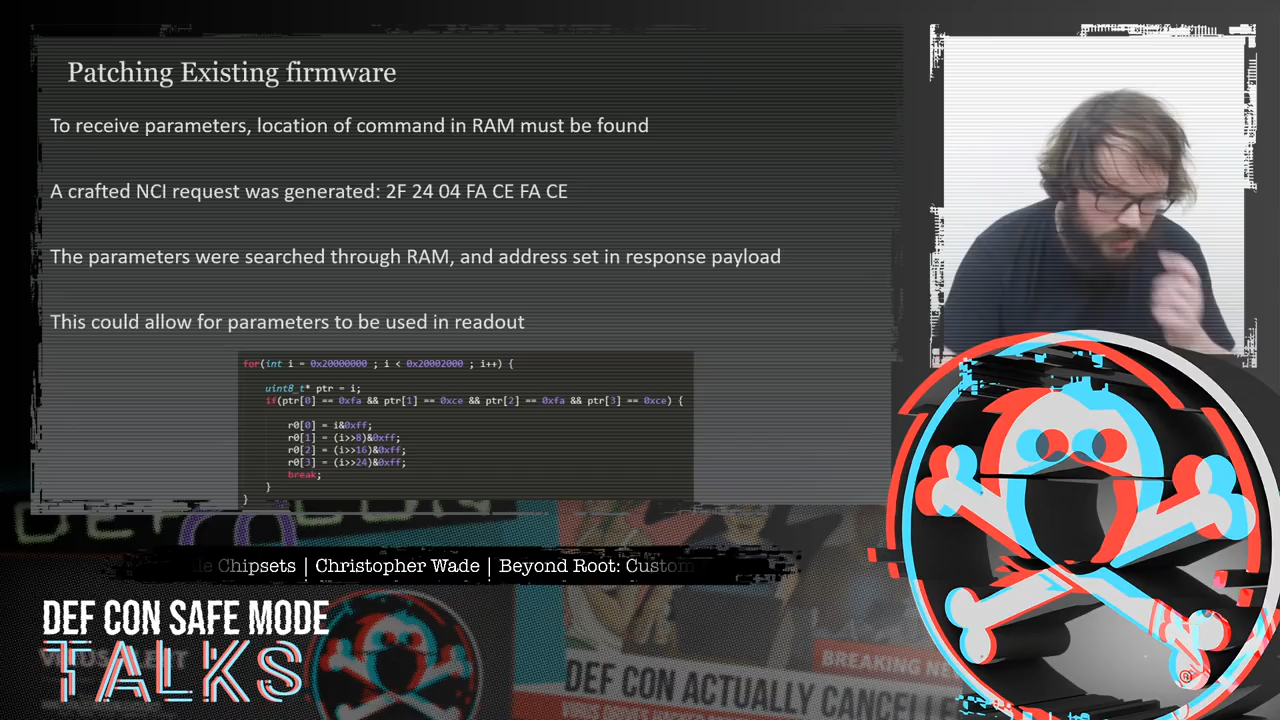 Patching Existing firmware
To receive parameters, location of command in RAM must be found
A crafted NCI request was generated: 2F 24 04 FA CE FA CE
The parameters were searched through RAM, and address set in response payload
This could allow for parameters to be used in readout
for(int i = 0x20000000 ; i < 0x20002000 ; i++) {
uint8_t* ptr = i;
if(ptr[0] == 0xfa && ptr[1] == 0xce && ptr[2] == 0xfa && ptr[3] == 0xce) {
r0[0] = i&0xff;
r0[1] = (i>>8)&0xff;
r0[2] = (i>>16)&0xff;
r0[3] = (i>>24)&0xff;
break;
}
}
DEF CON
Chipsets | Christopher Wade | Beyond Root: Custom
DEF CON SAFE MODE
TALKS
BREAKING NE
DEF CON ACTUALLY CANCELLE
®